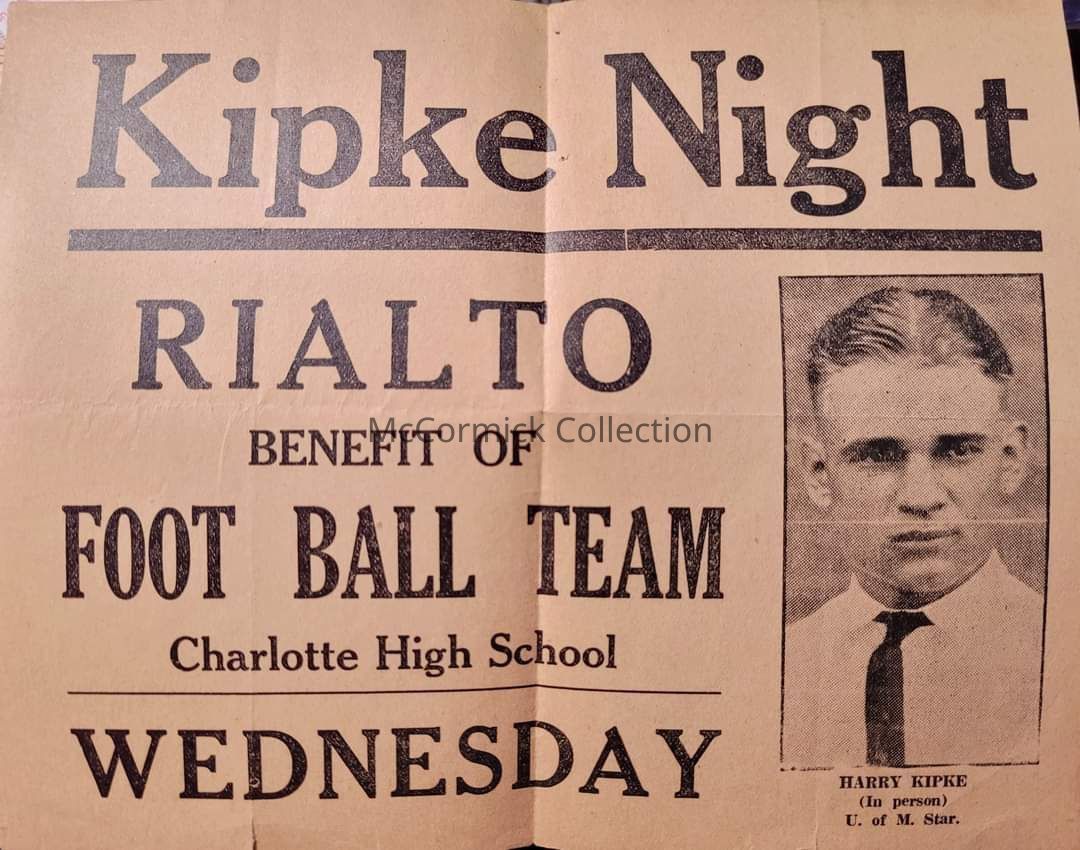 Kipke Night
RIALTO
BENEFIT OF
McCormick Collection
FOOT BALL TEAM
Charlotte High School
WEDNESDAY
HARRY KIPKE
(In person)
U. of M. Star.